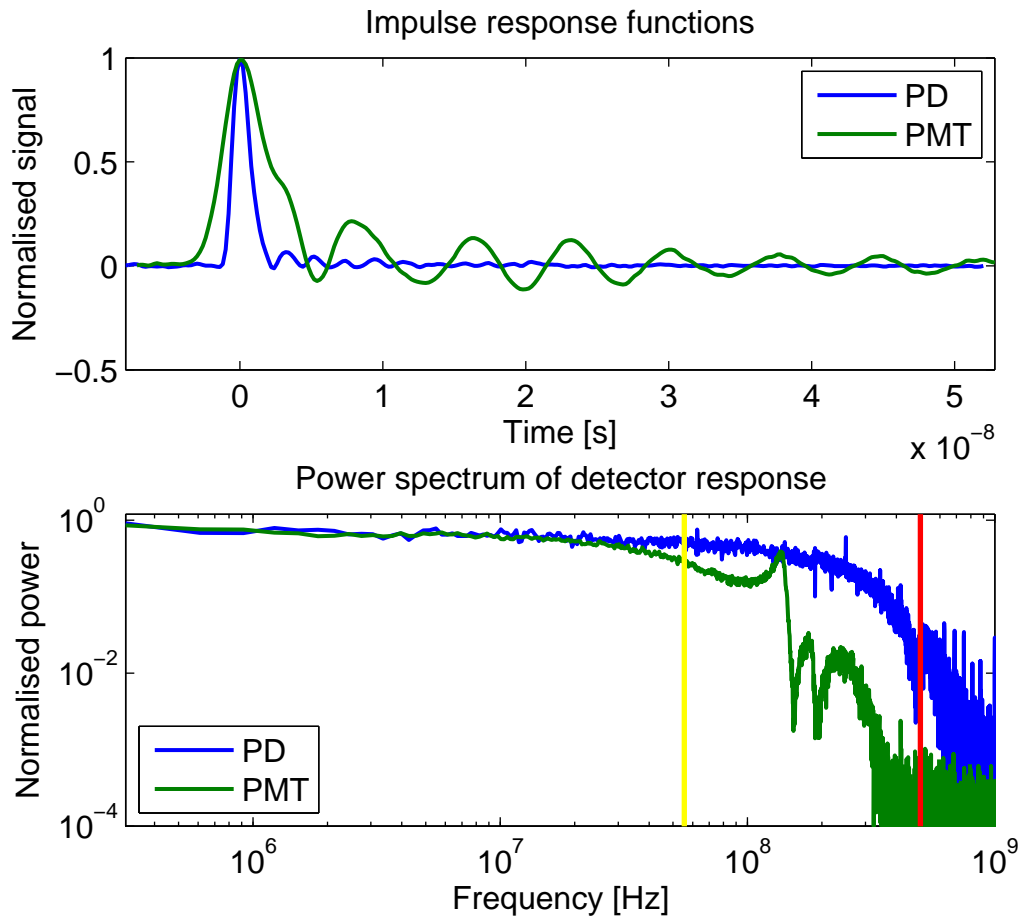 Impulse response functions
Normalised signal
1
0.5
0
−0.5
PD
PMT
0 1 2 3 4 5
Time [s]
x 10⁻⁸
Power spectrum of detector response
Normalised power
10⁰
10⁻²
10⁻⁴
PD
PMT
10⁶ 10⁷ 10⁸ 10⁹
Frequency [Hz]